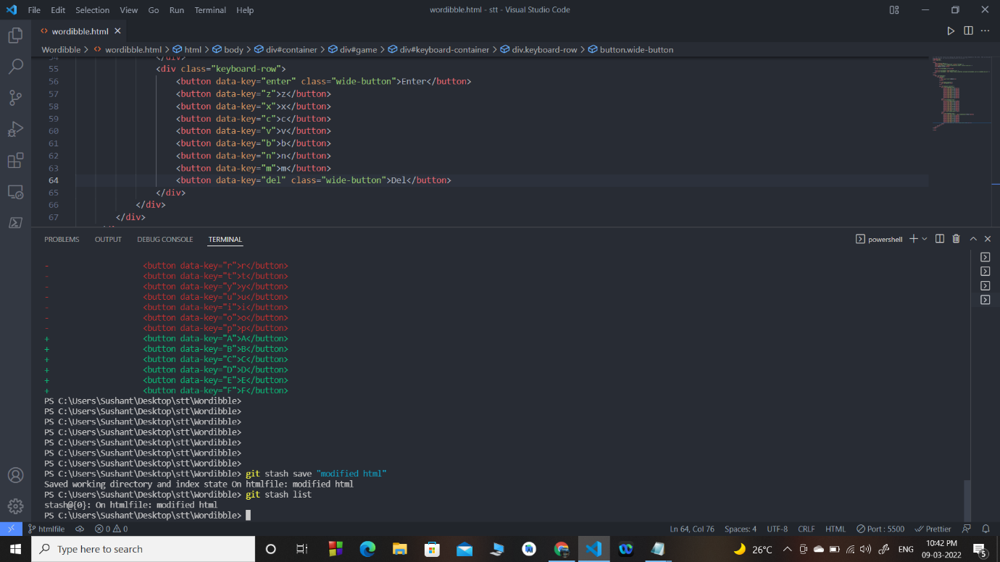 File Edit Selection View Go Run Terminal Help
wordibble.html - stt - Visual Studio Code
wordibble.html
Wordibble > wordibble.html > html > body > div#container > div#game > div#keyboard-container > div.keyboard-row > button.wide-button
54 </div>
55 <div class="keyboard-row">
56 <button data-key="enter" class="wide-button">Enter</button>
57 <button data-key="z">z</button>
58 <button data-key="x">x</button>
59 <button data-key="c">c</button>
60 <button data-key="v">v</button>
61 <button data-key="b">b</button>
62 <button data-key="n">n</button>
63 <button data-key="m">m</button>
64 <button data-key="del" class="wide-button">Del</button>
65 </div>
66 </div>
67 </div>
PROBLEMS OUTPUT DEBUG CONSOLE TERMINAL
powershell
- <button data-key="r">r</button>
- <button data-key="t">t</button>
- <button data-key="y">y</button>
- <button data-key="u">u</button>
- <button data-key="i">i</button>
- <button data-key="o">o</button>
- <button data-key="p">p</button>
+ <button data-key="A">A</button>
+ <button data-key="B">B</button>
+ <button data-key="C">C</button>
+ <button data-key="D">D</button>
+ <button data-key="E">E</button>
+ <button data-key="F">F</button>
PS C:\Users\Sushant\Desktop\stt\Wordibble>
PS C:\Users\Sushant\Desktop\stt\Wordibble>
PS C:\Users\Sushant\Desktop\stt\Wordibble>
PS C:\Users\Sushant\Desktop\stt\Wordibble>
PS C:\Users\Sushant\Desktop\stt\Wordibble>
PS C:\Users\Sushant\Desktop\stt\Wordibble>
PS C:\Users\Sushant\Desktop\stt\Wordibble>
PS C:\Users\Sushant\Desktop\stt\Wordibble> git stash save "modified html"
Saved working directory and index state On htmlfile: modified html
PS C:\Users\Sushant\Desktop\stt\Wordibble> git stash list
stash@{0}: On htmlfile: modified html
PS C:\Users\Sushant\Desktop\stt\Wordibble>
htmlfile 0 0 Ln 64, Col 76 Spaces: 4 UTF-8 CRLF HTML Port : 5500 Prettier
Type here to search
26°C ENG
10:42 PM
09-03-2022
5